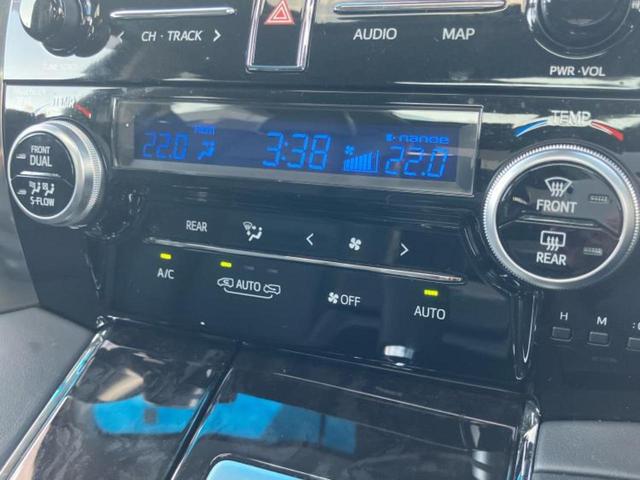 CH · TRACK
AUDIO
MAP
PWR · VOL
TEMP
FRONT
DUAL
S-FLOW
22.0
3:38
nanoe
22.0
TEMP
FRONT
REAR
REAR
A/C
AUTO
OFF
AUTO
H
M